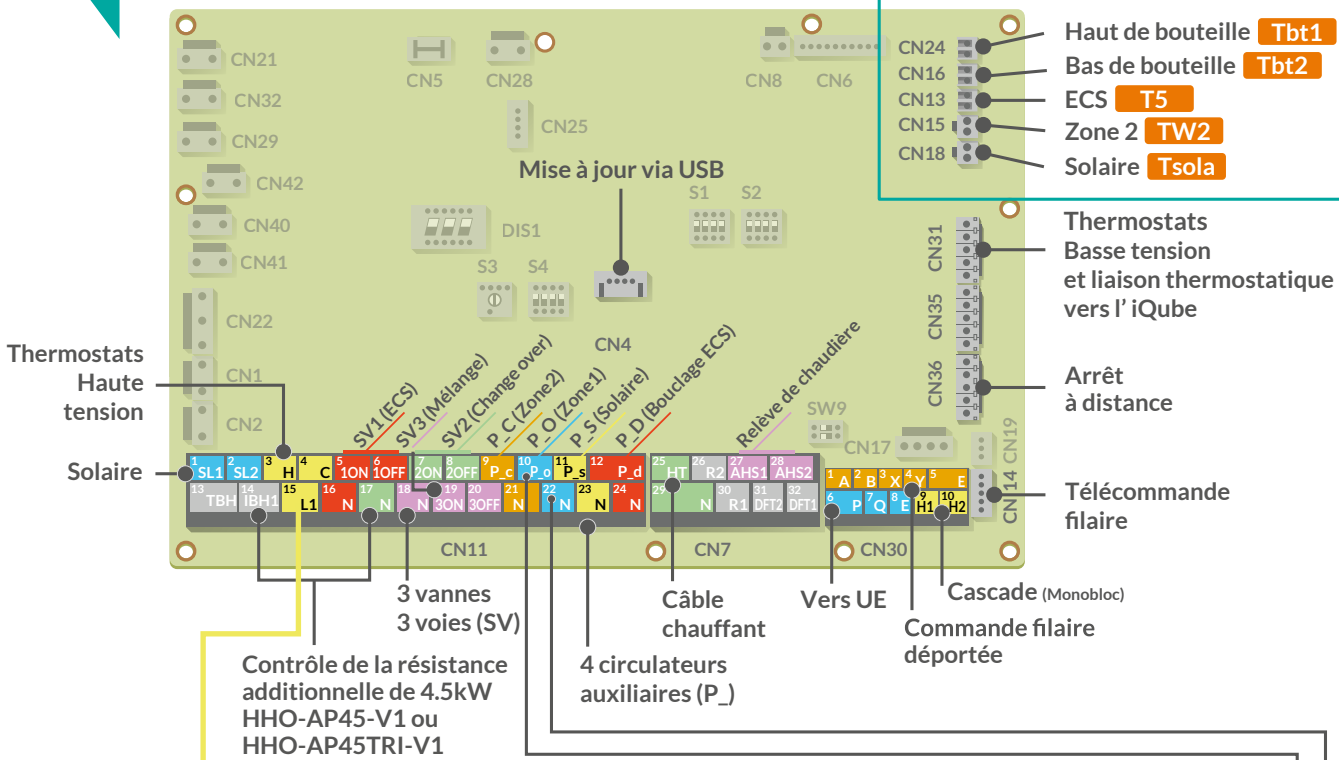 CN21
CN32
CN29
CN42
CN40
CN41
CN22
CN1
CN2
CN5
CN28
CN25
CN8
CN6
CN24
CN16
CN13
CN15
CN18
Haut de bouteille Tbt1
Bas de bouteille Tbt2
ECS T5
Zone 2 TW2
Solaire Tsola
Mise à jour via USB
S1
S2
DIS1
S3
S4
CN4
CN31
CN35
CN36
Thermostats
Basse tension
et liaison thermostatique
vers l' iQube
Arrêt
à distance
Thermostats
Haute
tension
Solaire
SV1 (ECS)
SV3 (Mélange)
SV2 (Change over)
P_C (Zone2)
P_O (Zone1)
P_S (Solaire)
P_D (Bouclage ECS)
Relève de chaudière
SW9
CN17
CN19
CN14
Télécommande
filaire
1 SL1 2 SL2 3 H 4 C 5 1ON 6 1OFF 7 2ON 8 2OFF 9 P_c 10 P_o 11 P_s 12 P_d
13 TBH 14 IBH1 15 L1 16 N 17 N 18 N 19 3ON 20 3OFF 21 N 22 N 23 N 24 N
25 HT 26 R2 27 AHS1 28 AHS2
29 N 30 R1 31 DFT2 32 DFT1
1 A 2 B 3 X 4 Y 5 E
6 P 7 Q 8 E 9 H1 10 H2
CN11
CN7
CN30
3 vannes
3 voies (SV)
Câble
chauffant
Vers UE
Cascade (Monobloc)
Commande filaire
déportée
Contrôle de la résistance
additionnelle de 4.5kW
HHO-AP45-V1 ou
HHO-AP45TRI-V1
4 circulateurs
auxiliaires (P_)